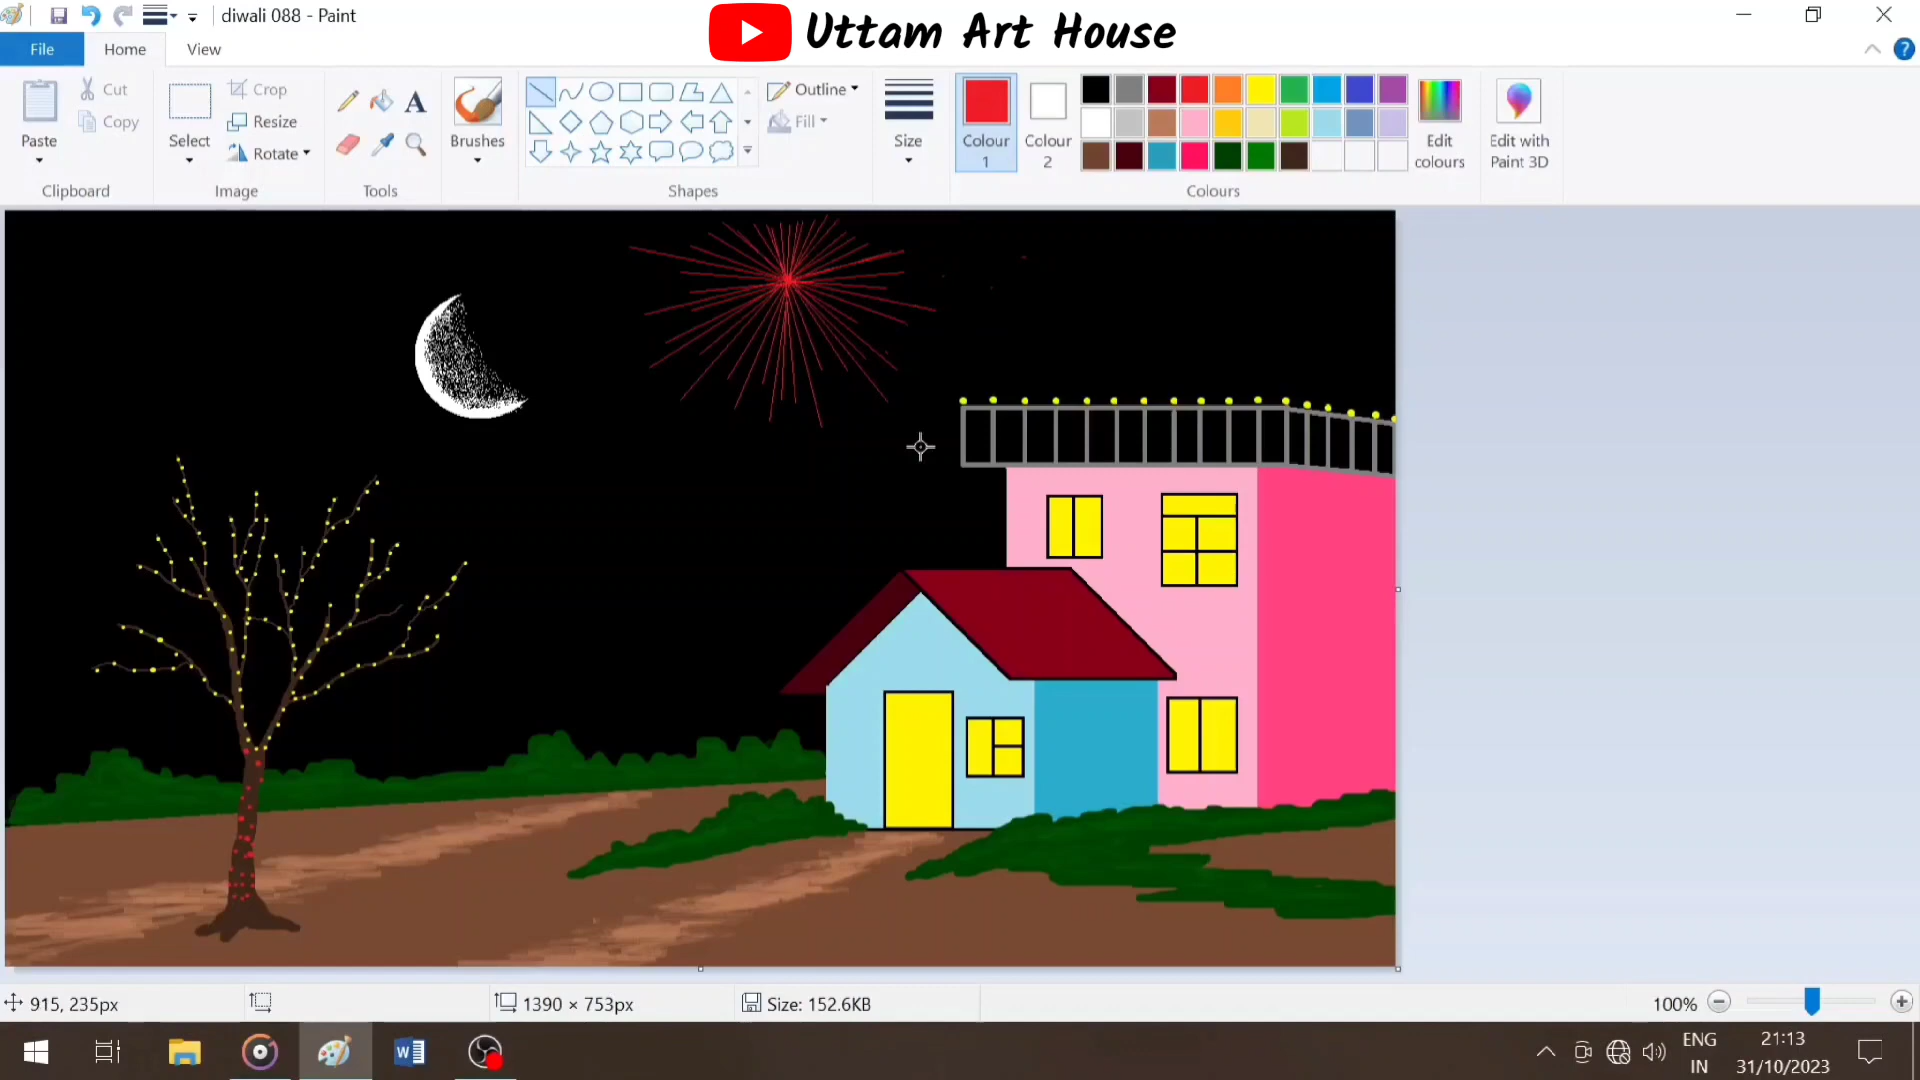 diwali 088 - Paint
Uttam Art House
File
Home
View
Paste
Cut
Copy
Clipboard
Select
Crop
Resize
Rotate
Image
A
Tools
Brushes
Shapes
Outline
Fill
Size
Colour
1
Colour
2
Edit
colours
Colours
Edit with
Paint 3D
915, 235px
1390 × 753px
Size: 152.6KB
100%
W
ENG
IN
21:13
31/10/2023